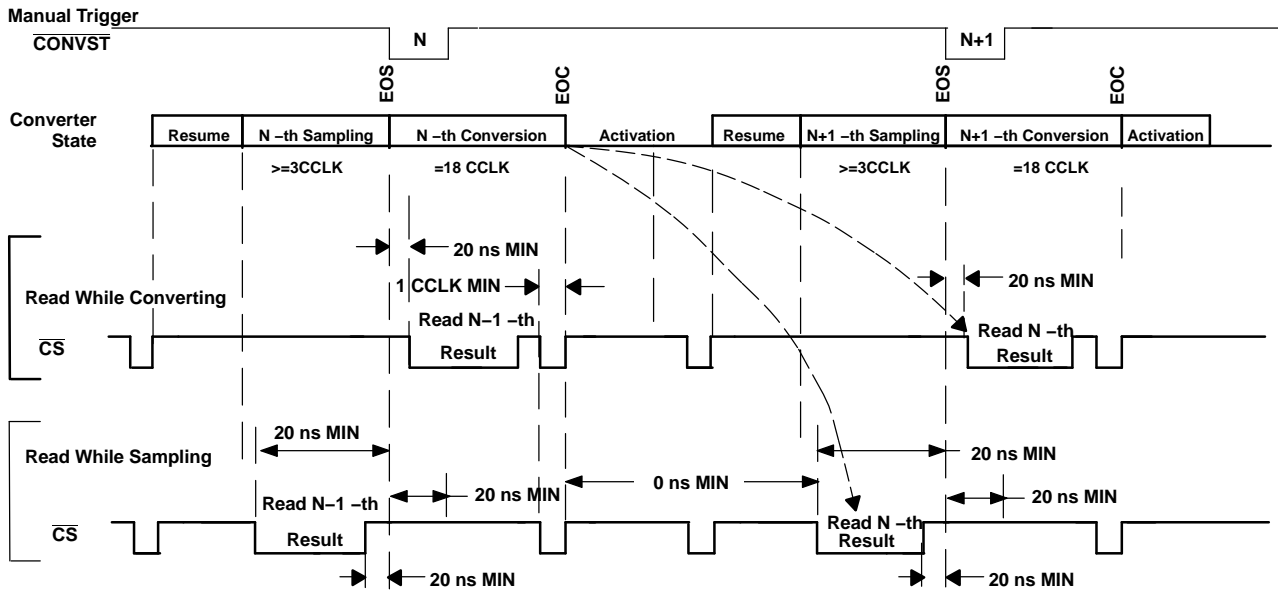 Manual Trigger
CONVST
N
N+1
EOS
EOC
EOS
EOC
Converter
State
Resume
N −th Sampling
N −th Conversion
Activation
Resume
N+1 −th Sampling
N+1 −th Conversion
Activation
>=3CCLK
=18 CCLK
>=3CCLK
=18 CCLK
20 ns MIN
20 ns MIN
1 CCLK MIN
Read While Converting
Read N−1 −th
Result
Read N −th
Result
CS
20 ns MIN
20 ns MIN
Read While Sampling
0 ns MIN
20 ns MIN
20 ns MIN
Read N−1 −th
Result
Read N −th
Result
CS
20 ns MIN
20 ns MIN